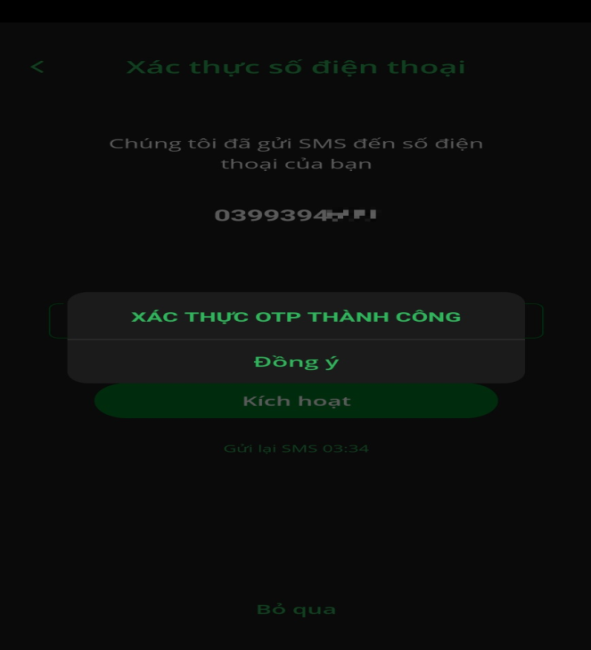 Xác thực số điện thoại
Chúng tôi đã gửi SMS đến số điện
thoại của bạn
0399394
XÁC THỰC OTP THÀNH CÔNG
Đồng ý
Kích hoạt
Gửi lại SMS 03:34
Bỏ qua